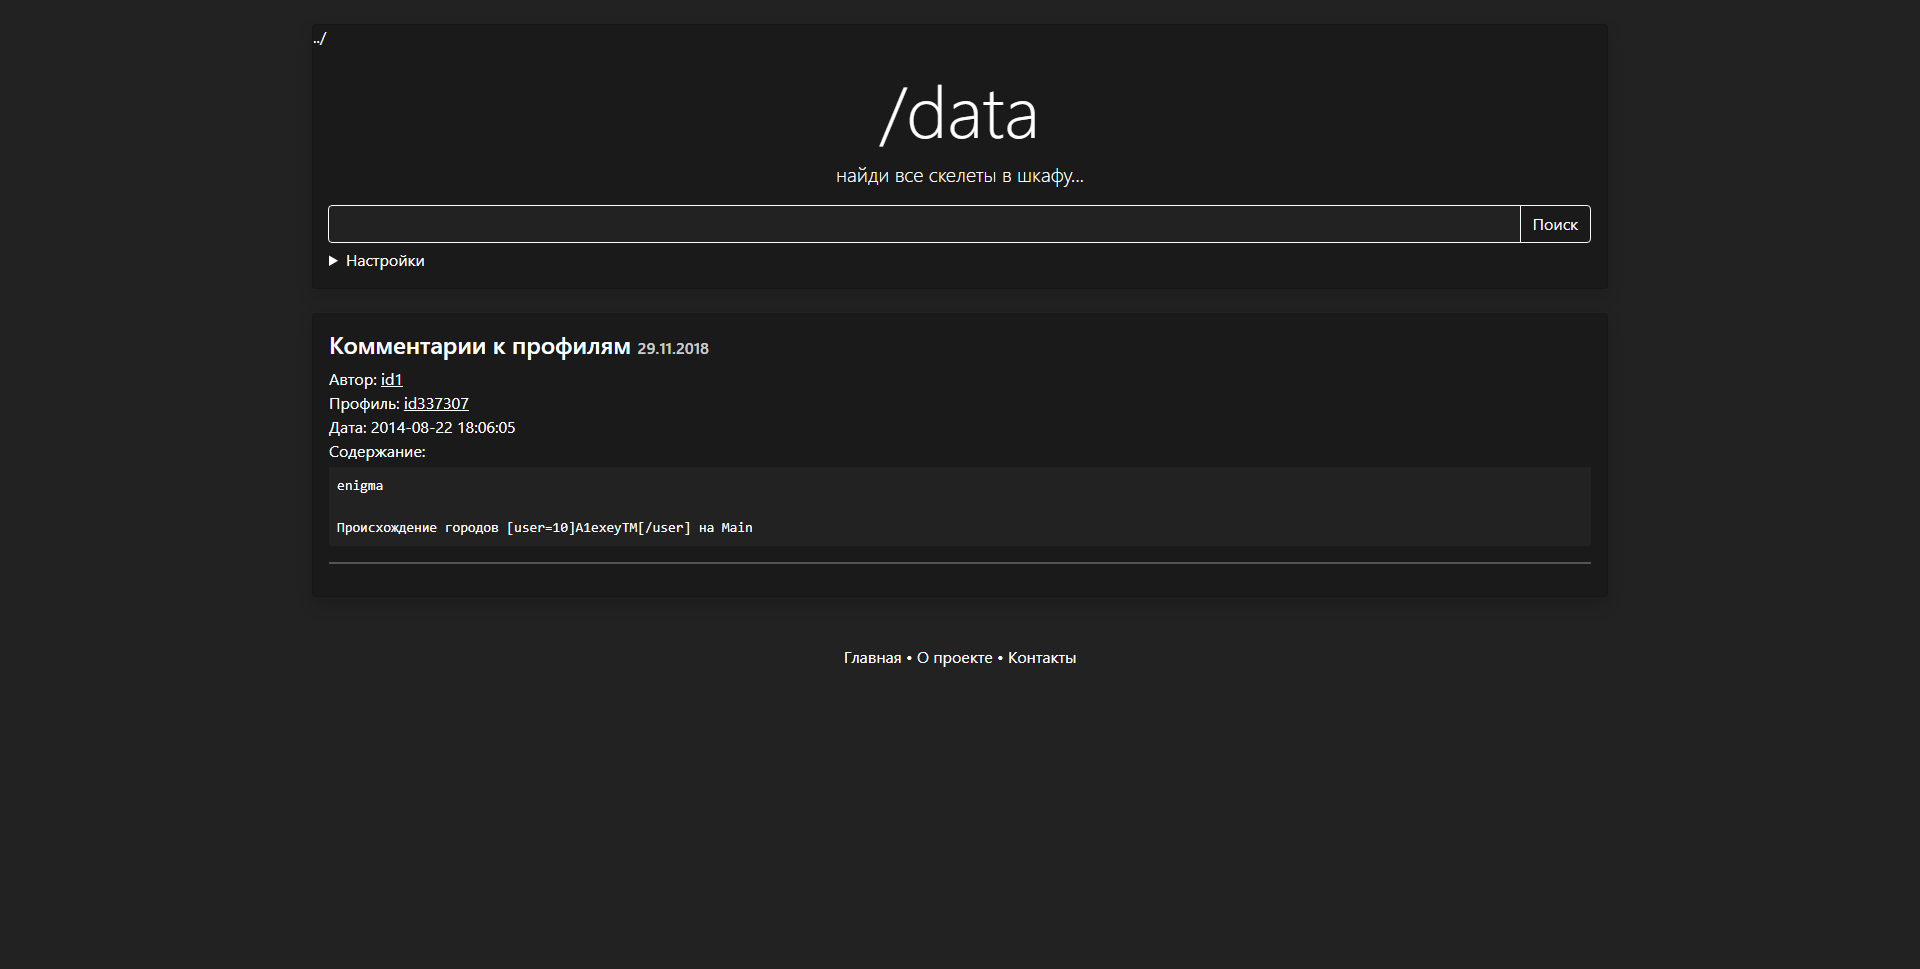 ../
/data
найди все скелеты в шкафу...
Поиск
▶ Настройки
Комментарии к профилям 29.11.2018
Автор: id1
Профиль: id337307
Дата: 2014-08-22 18:06:05
Содержание:
enigma
Происхождение городов [user=10]A1exeyTM[/user] на Main
Главная • О проекте • Контакты